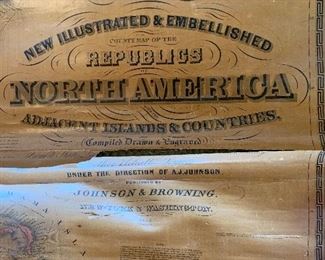 NEW ILLUSTRATED & EMBELLISHED
COUNTY MAP OF THE
REPUBLICS
OF
NORTH AMERICA
ADJACENT ISLANDS & COUNTRIES.
(Compiled Drawn & Engraved)
UNDER THE DIRECTION OF A.J.JOHNSON
PUBLISHED BY
JOHNSON & BROWNING,
NEW-YORK & WASHINGTON.